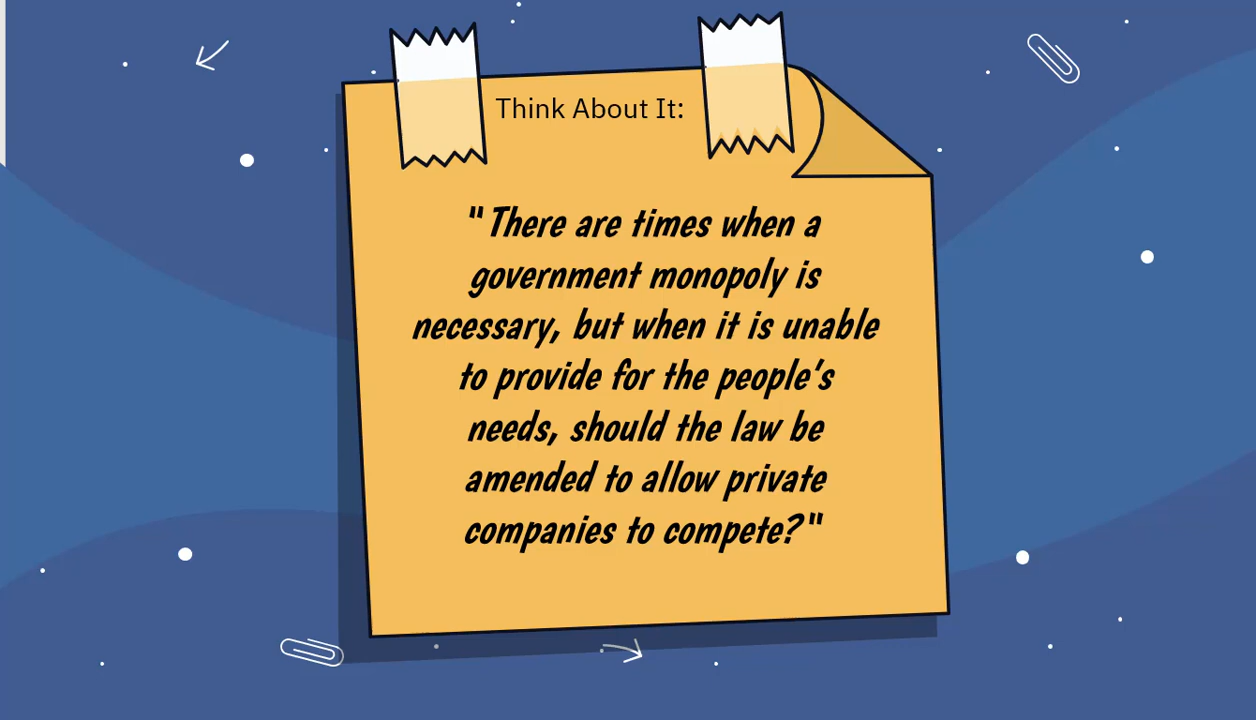 Think About It:
"There are times when a
government monopoly is
necessary, but when it is unable
to provide for the people's
needs, should the law be
amended to allow private
companies to compete?"